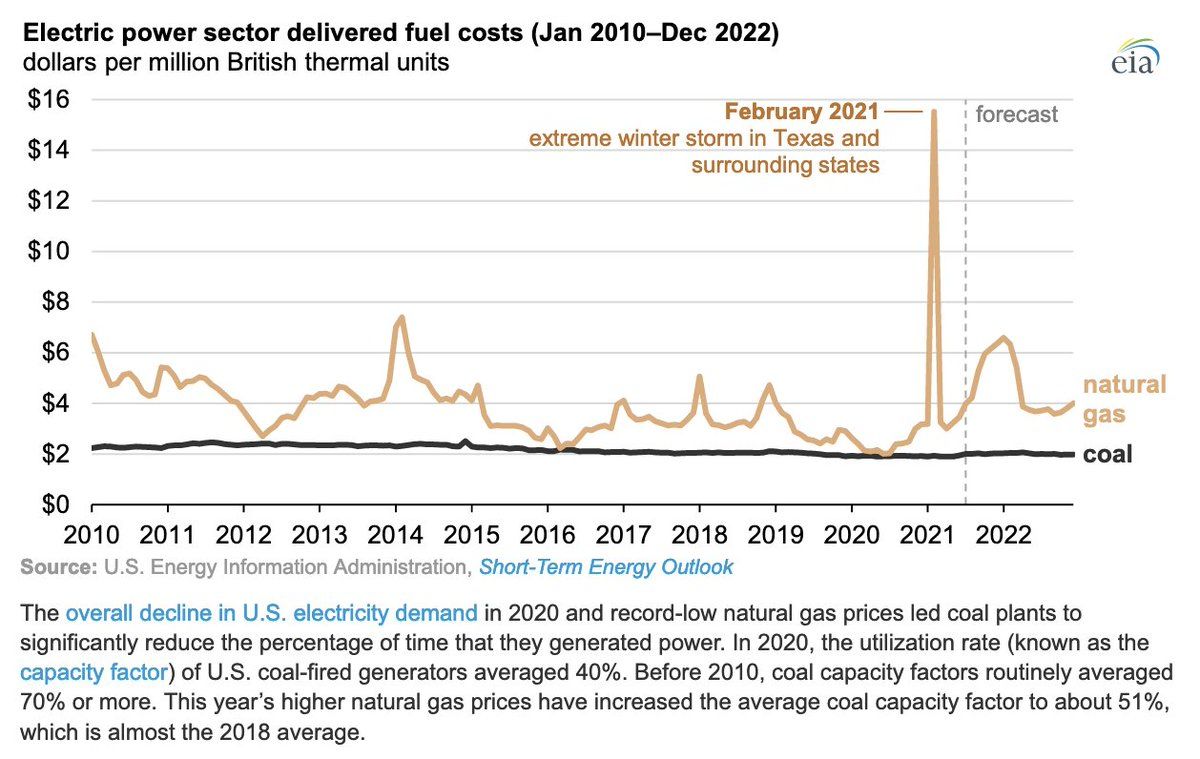 Electric power sector delivered fuel costs (Jan 2010–Dec 2022)
dollars per million British thermal units
eia
$16
February 2021
forecast
extreme winter storm in Texas and
surrounding states
$14
$12
$10
$8
$6
$4
$2
$0
natural
gas
coal
2010 2011 2012 2013 2014 2015 2016 2017 2018 2019 2020 2021 2022
Source: U.S. Energy Information Administration, Short-Term Energy Outlook
The overall decline in U.S. electricity demand in 2020 and record-low natural gas prices led coal plants to
significantly reduce the percentage of time that they generated power. In 2020, the utilization rate (known as the
capacity factor) of U.S. coal-fired generators averaged 40%. Before 2010, coal capacity factors routinely averaged
70% or more. This year’s higher natural gas prices have increased the average coal capacity factor to about 51%,
which is almost the 2018 average.